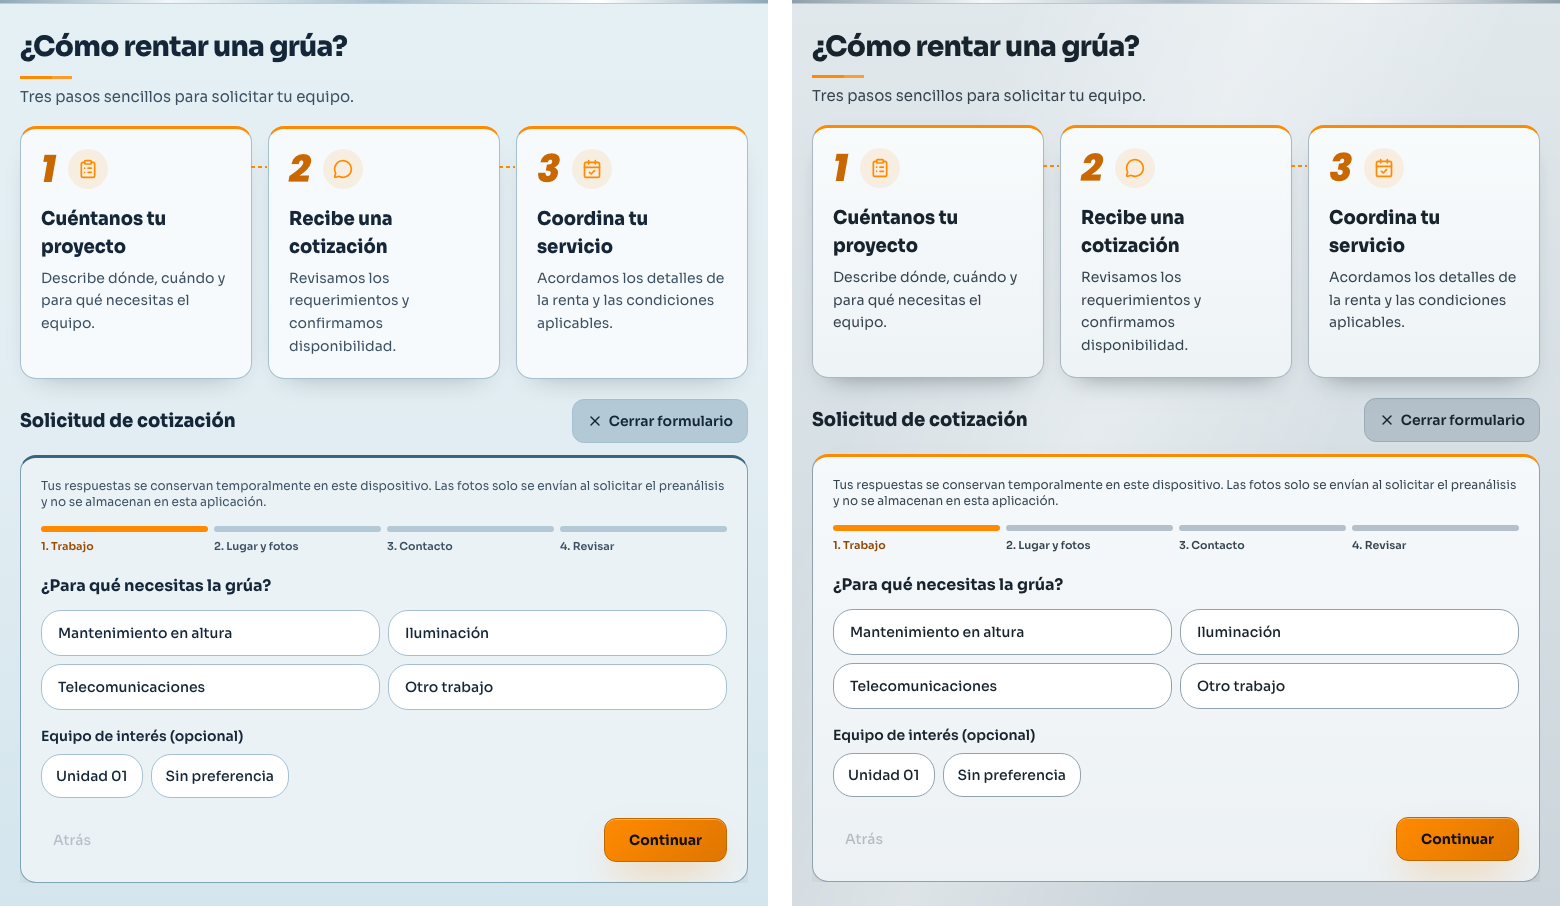 ¿Cómo rentar una grúa?
Tres pasos sencillos para solicitar tu equipo.
1
Cuéntanos tu
proyecto
Describe dónde, cuándo y
para qué necesitas el
equipo.
2
Recibe una
cotización
Revisamos los
requerimientos y
confirmamos
disponibilidad.
3
Coordina tu
servicio
Acordamos los detalles de
la renta y las condiciones
aplicables.
Solicitud de cotización
Cerrar formulario
Tus respuestas se conservan temporalmente en este dispositivo. Las fotos solo se envían al solicitar el preanálisis
y no se almacenan en esta aplicación.
1. Trabajo
2. Lugar y fotos
3. Contacto
4. Revisar
¿Para qué necesitas la grúa?
Mantenimiento en altura
Iluminación
Telecomunicaciones
Otro trabajo
Equipo de interés (opcional)
Unidad 01
Sin preferencia
Atrás
Continuar
¿Cómo rentar una grúa?
Tres pasos sencillos para solicitar tu equipo.
1
Cuéntanos tu
proyecto
Describe dónde, cuándo y
para qué necesitas el
equipo.
2
Recibe una
cotización
Revisamos los
requerimientos y
confirmamos
disponibilidad.
3
Coordina tu
servicio
Acordamos los detalles de
la renta y las condiciones
aplicables.
Solicitud de cotización
Cerrar formulario
Tus respuestas se conservan temporalmente en este dispositivo. Las fotos solo se envían al solicitar el preanálisis
y no se almacenan en esta aplicación.
1. Trabajo
2. Lugar y fotos
3. Contacto
4. Revisar
¿Para qué necesitas la grúa?
Mantenimiento en altura
Iluminación
Telecomunicaciones
Otro trabajo
Equipo de interés (opcional)
Unidad 01
Sin preferencia
Atrás
Continuar